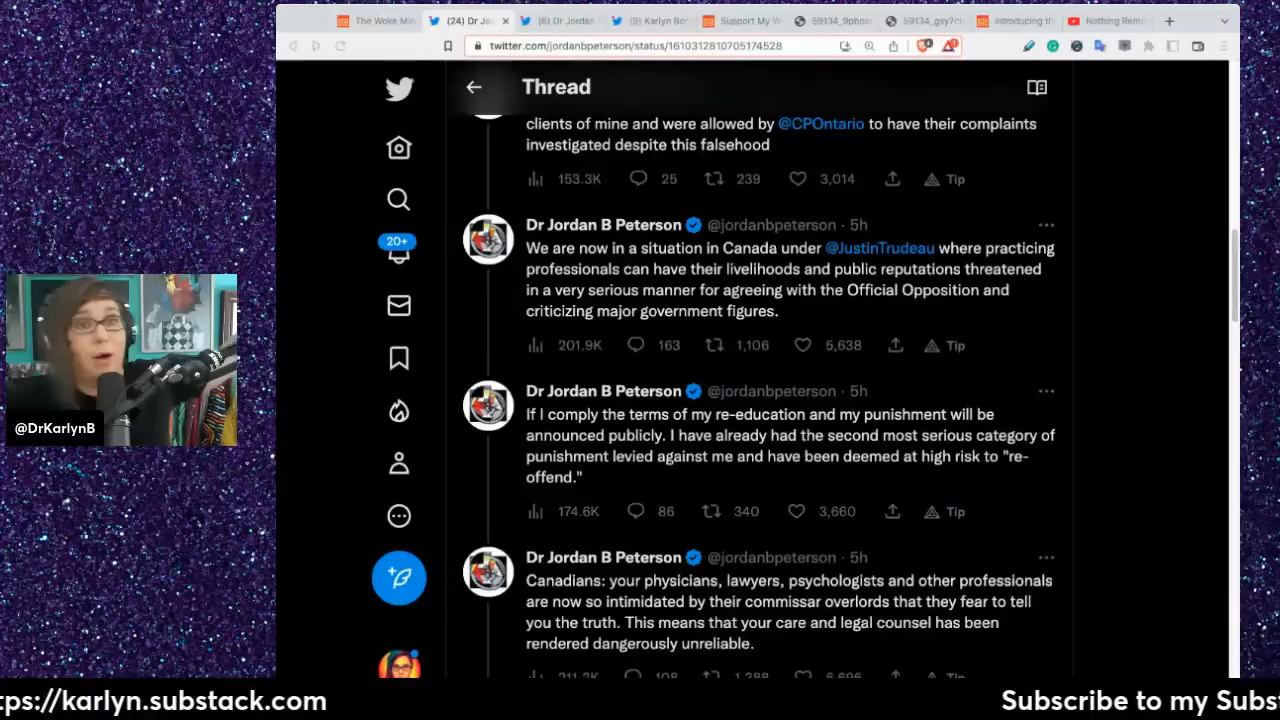 The Woke Min
(24) Dr Jo
(8) Dr Jordan
(9) Karlyn Bor
Support My W
59134_9phom
59134_gsy7ch
Introducing th
Nothing Remo
twitter.com/jordanbpeterson/status/1610312810705174528
Thread
clients of mine and were allowed by @CPOntario to have their complaints
investigated despite this falsehood
153.3K 25 239 3,014 Tip
Dr Jordan B Peterson @jordanbpeterson · 5h
We are now in a situation in Canada under @JustinTrudeau where practicing
professionals can have their livelihoods and public reputations threatened
in a very serious manner for agreeing with the Official Opposition and
criticizing major government figures.
201.9K 163 1,106 5,638 Tip
Dr Jordan B Peterson @jordanbpeterson · 5h
If I comply the terms of my re-education and my punishment will be
announced publicly. I have already had the second most serious category of
punishment levied against me and have been deemed at high risk to "re-
offend."
174.6K 86 340 3,660 Tip
Dr Jordan B Peterson @jordanbpeterson · 5h
Canadians: your physicians, lawyers, psychologists and other professionals
are now so intimidated by their commissar overlords that they fear to tell
you the truth. This means that your care and legal counsel has been
rendered dangerously unreliable.
20+
@DrKarlynB
tps://karlyn.substack.com
Subscribe to my Subs